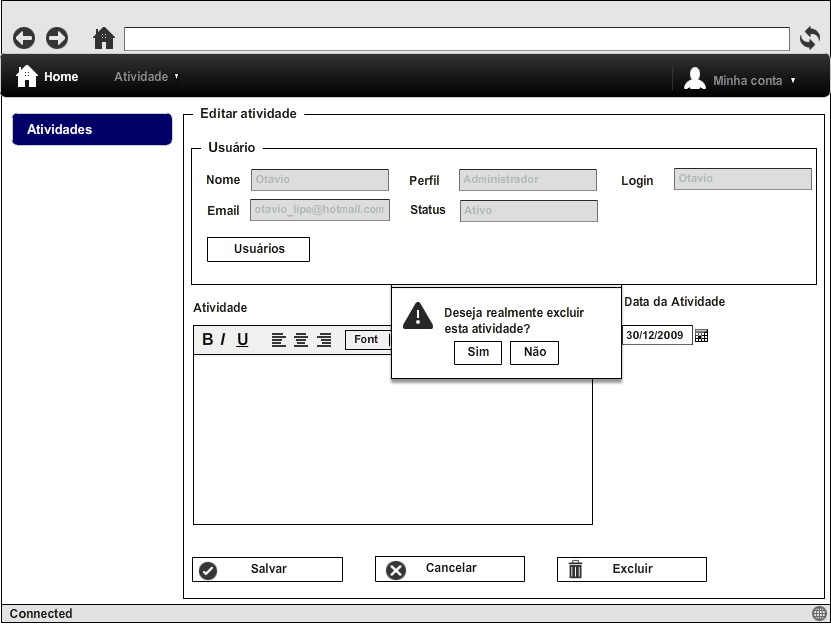 Home Atividade Minha conta
Atividades
Editar atividade
Usuário
Nome Otavio Perfil Administrador Login Otavio
Email otavio_lipe@hotmail.com Status Ativo
Usuários
Atividade
Data da Atividade
Deseja realmente excluir
esta atividade?
B I U Font
30/12/2009
Sim Não
Salvar Cancelar Excluir
Connected